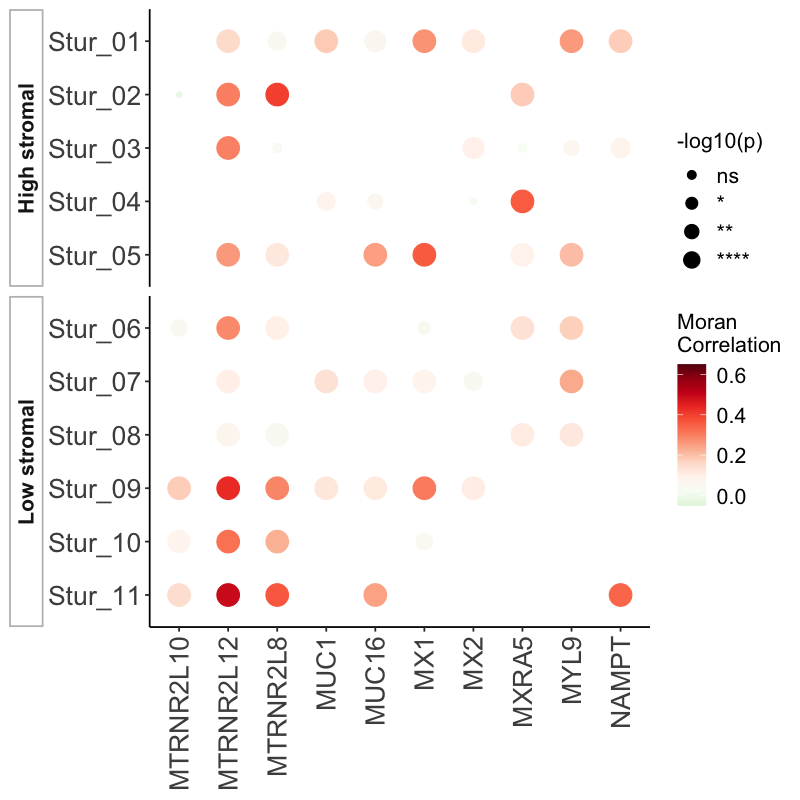 High stromal
Stur_01
Stur_02
Stur_03
Stur_04
Stur_05
Low stromal
Stur_06
Stur_07
Stur_08
Stur_09
Stur_10
Stur_11
MTRNR2L10
MTRNR2L12
MTRNR2L8
MUC1
MUC16
MX1
MX2
MXRA5
MYL9
NAMPT
-log10(p)
ns
*
**
****
Moran
Correlation
0.6
0.4
0.2
0.0